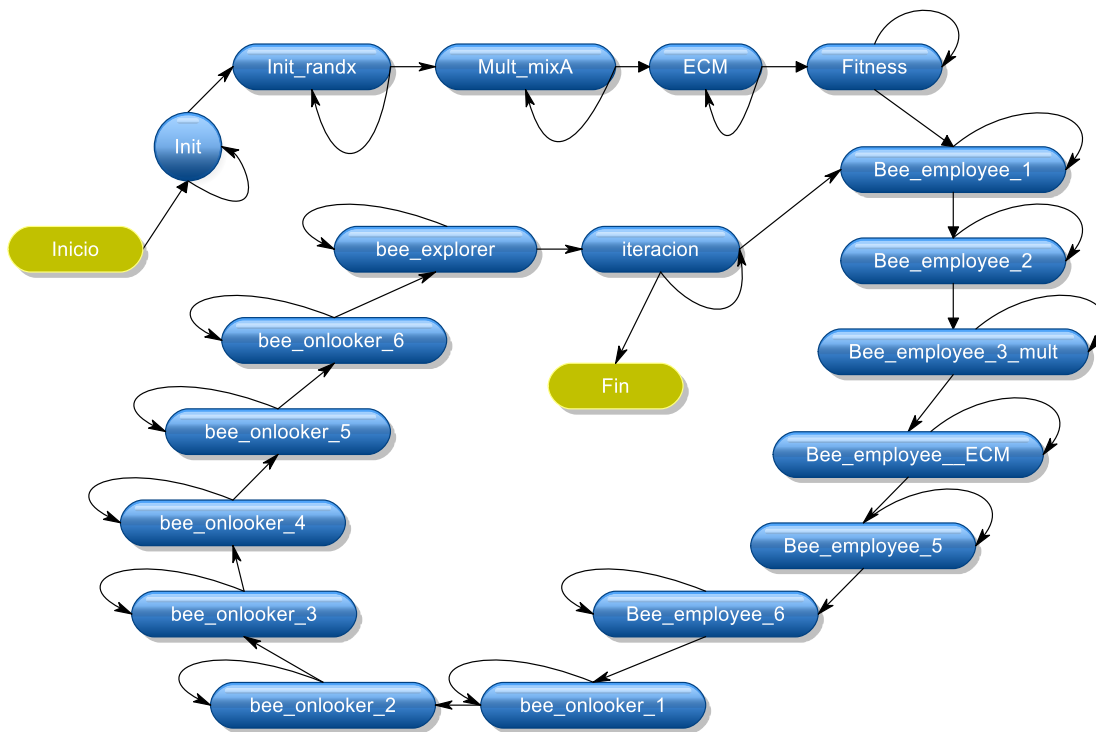 Init_randx
Mult_mixA
ECM
Fitness
Init
Bee_employee_1
Inicio
bee_explorer
iteracion
Bee_employee_2
bee_onlooker_6
Bee_employee_3_mult
Fin
bee_onlooker_5
Bee_employee__ECM
bee_onlooker_4
Bee_employee_5
bee_onlooker_3
Bee_employee_6
bee_onlooker_2
bee_onlooker_1